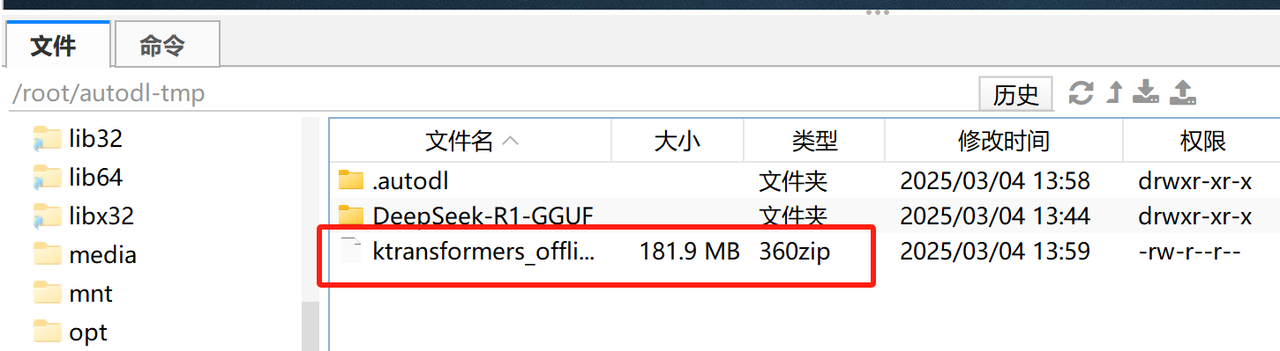 文件 命令
/root/autodl-tmp 历史
lib32
lib64
libx32
media
mnt
opt
文件名 大小 类型 修改时间 权限
.autodl 文件夹 2025/03/04 13:58 drwxr-xr-x
DeepSeek-R1-GGUF 文件夹 2025/03/04 13:44 drwxr-xr-x
ktransformers_offli... 181.9 MB 360zip 2025/03/04 13:59 -rw-r--r--